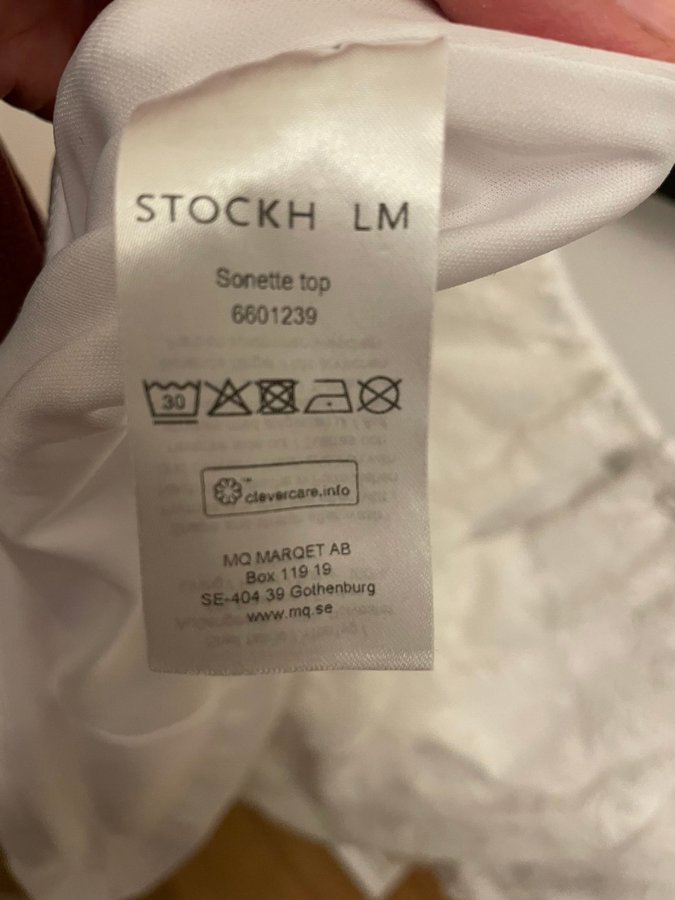 STOCKH LM
Sonette top
6601239
30
™
clevercare.info
MQ MARQET AB
Box 119 19
SE-404 39 Gothenburg
www.mq.se